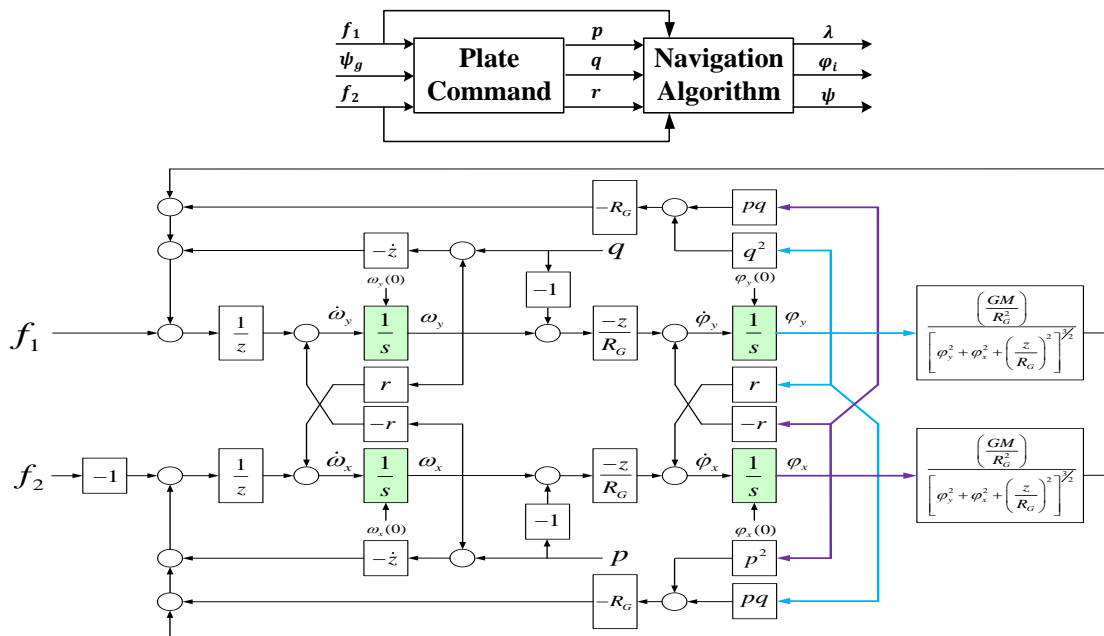 f₁ p λ
ψ_g Plate Command q Navigation Algorithm φ_i
f₂ r ψ
−R_G pq
−ż q q²
ω_y(0) −1 φ_y(0)
f₁ 1/z ω̇_y 1/s ω_y −z/R_G φ̇_y 1/s φ_y (GM/R_G²)/[φ_y²+φ_x²+(z/R_G)²]^{3/2}
r r
−r −r
f₂ −1 1/z ω̇_x 1/s ω_x −z/R_G φ̇_x 1/s φ_x (GM/R_G²)/[φ_y²+φ_x²+(z/R_G)²]^{3/2}
ω_x(0) −1 φ_x(0)
−ż p p²
−R_G pq